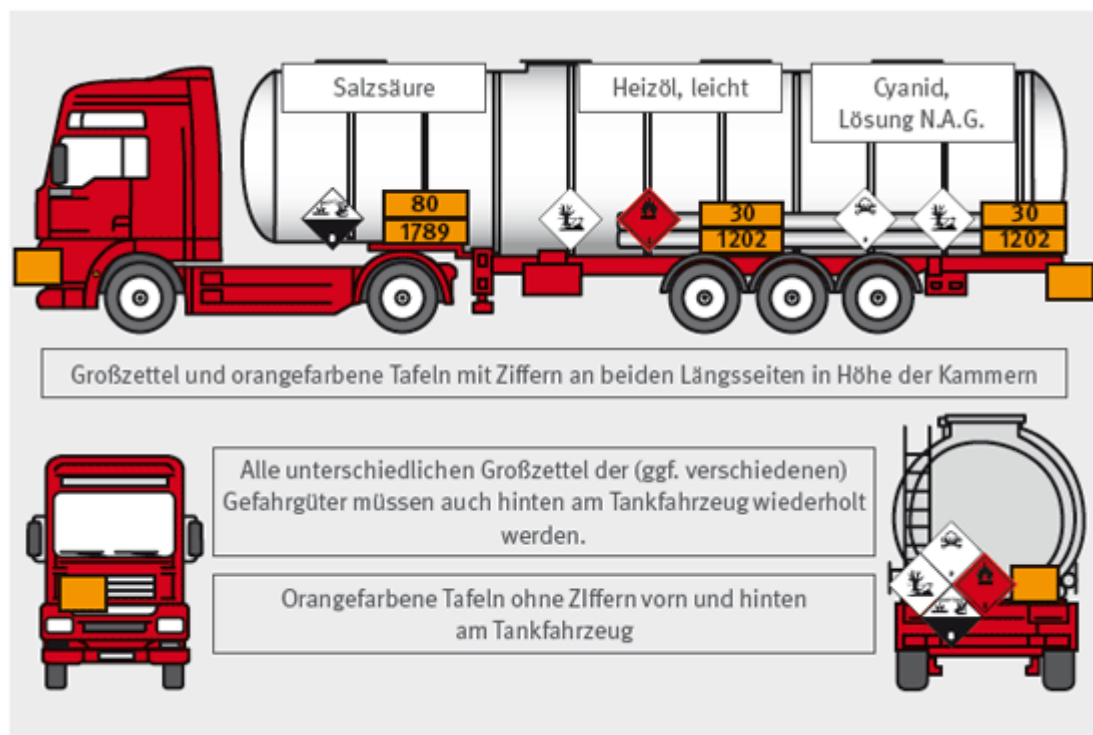 Salzsäure
Heizöl, leicht
Cyanid,
Lösung N.A.G.
80
1789
30
1202
30
1202
Großzettel und orangefarbene Tafeln mit Ziffern an beiden Längsseiten in Höhe der Kammern
Alle unterschiedlichen Großzettel der (ggf. verschiedenen)
Gefahrgüter müssen auch hinten am Tankfahrzeug wiederholt
werden.
Orangefarbene Tafeln ohne ZIffern vorn und hinten
am Tankfahrzeug